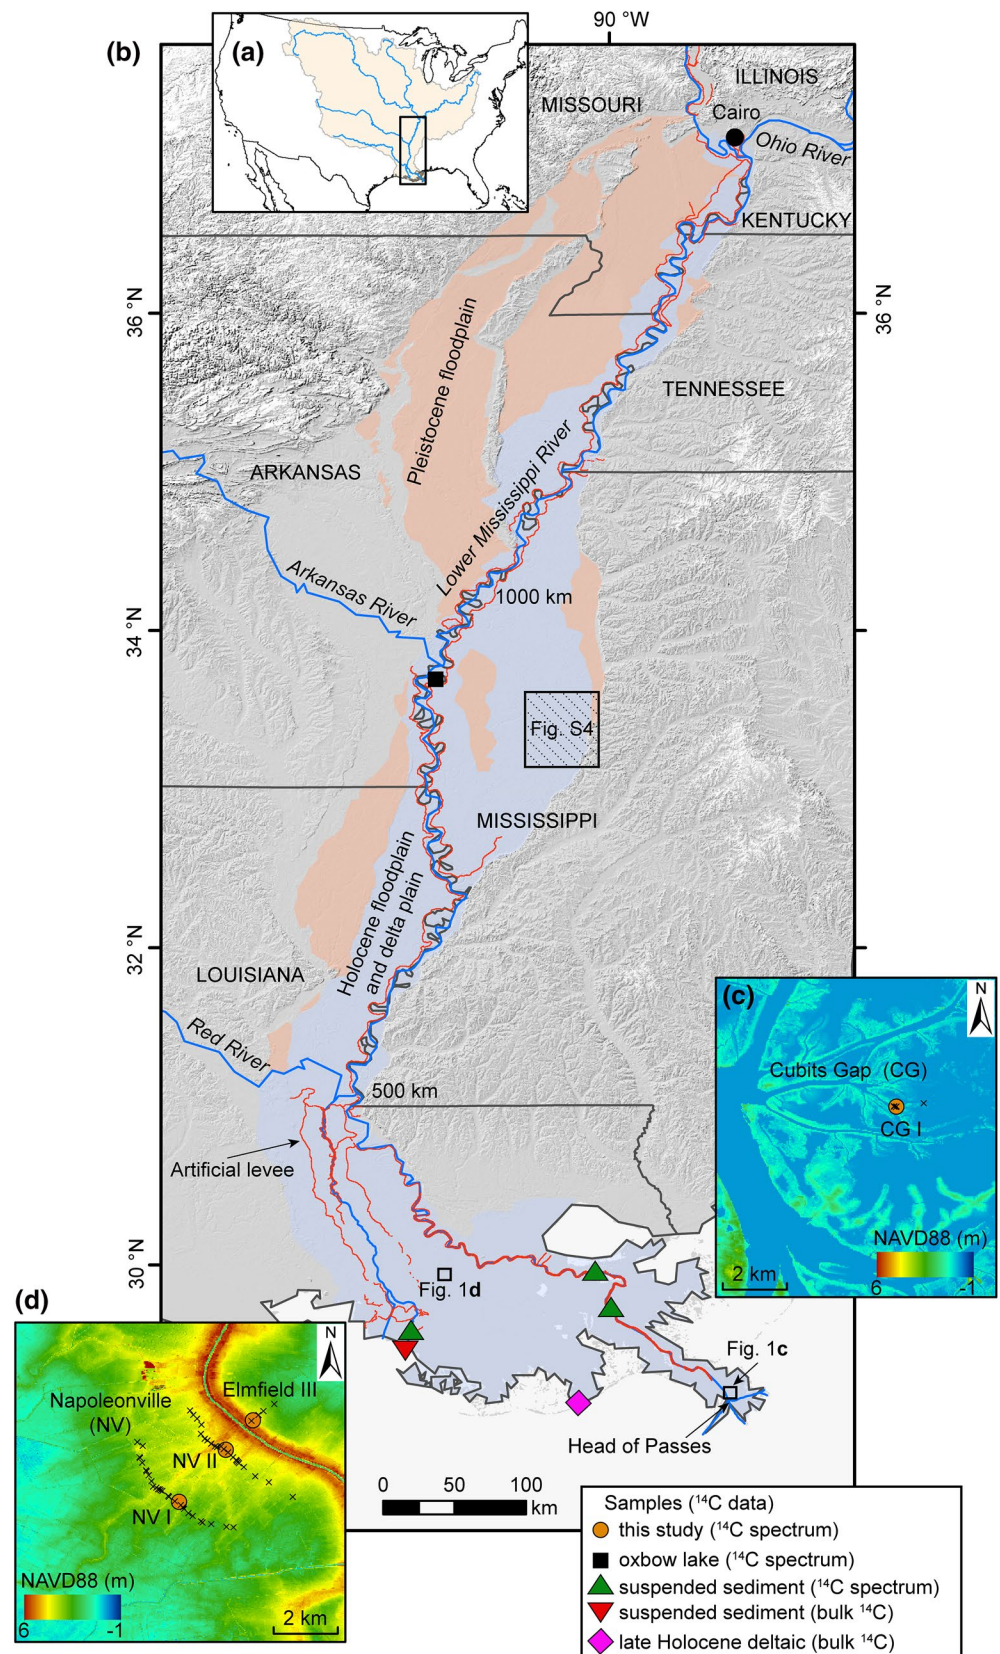 90 °W
(b)
(a)
ILLINOIS
MISSOURI
Cairo
Ohio River
KENTUCKY
36 °N
36 °N
Pleistocene floodplain
TENNESSEE
Lower Mississippi River
ARKANSAS
Arkansas River
1000 km
34 °N
34 °N
Fig. S4
MISSISSIPPI
Holocene floodplain
and delta plain
32 °N
LOUISIANA
Red River
500 km
Artificial levee
(c)
N
Cubits Gap (CG)
CG I
NAVD88 (m)
2 km
1
-1
30 °N
Fig. 1d
Fig. 1c
Head of Passes
(d)
N
Napoleonville
(NV)
Elmfield III
NV II
NV I
NAVD88 (m)
6
-1
2 km
0 50 100
km
Samples (¹⁴C data)
this study (¹⁴C spectrum)
oxbow lake (¹⁴C spectrum)
suspended sediment (¹⁴C spectrum)
suspended sediment (bulk ¹⁴C)
late Holocene deltaic (bulk ¹⁴C)